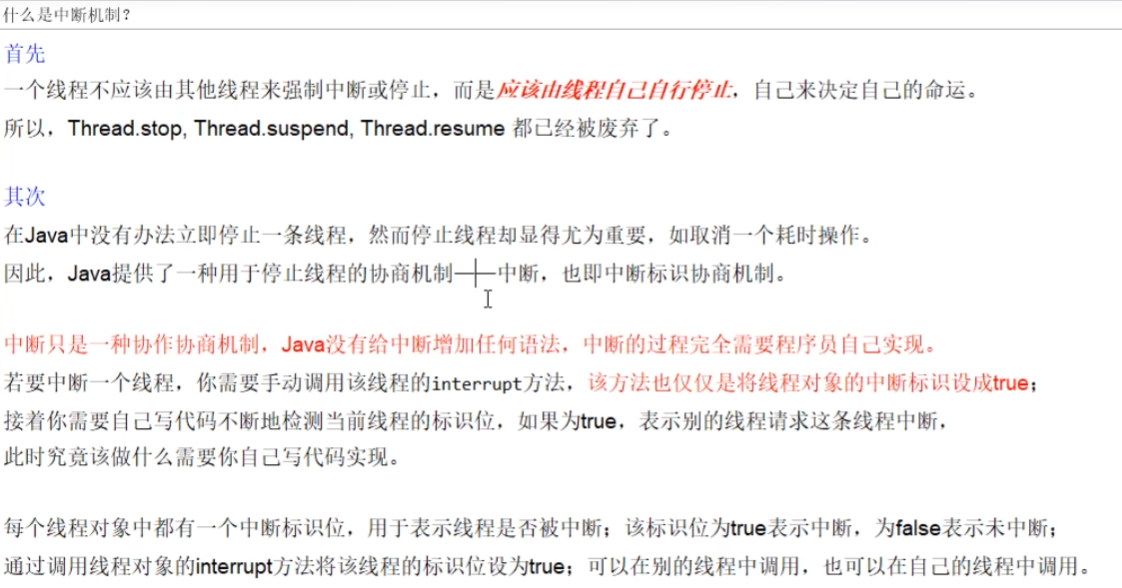 什么是中断机制?
首先
一个线程不应该由其他线程来强制中断或停止，而是应该由线程自己自行停止，自己来决定自己的命运。
所以，Thread.stop, Thread.suspend, Thread.resume 都已经被废弃了。
其次
在Java中没有办法立即停止一条线程，然而停止线程却显得尤为重要，如取消一个耗时操作。
因此，Java提供了一种用于停止线程的协商机制——中断，也即中断标识协商机制。
中断只是一种协作协商机制，Java没有给中断增加任何语法，中断的过程完全需要程序员自己实现。
若要中断一个线程，你需要手动调用该线程的interrupt方法，该方法也仅仅是将线程对象的中断标识设成true；
接着你需要自己写代码不断地检测当前线程的标识位，如果为true，表示别的线程请求这条线程中断，
此时究竟该做什么需要你自己写代码实现。
每个线程对象中都有一个中断标识位，用于表示线程是否被中断；该标识位为true表示中断，为false表示未中断；
通过调用线程对象的interrupt方法将该线程的标识位设为true；可以在别的线程中调用，也可以在自己的线程中调用。